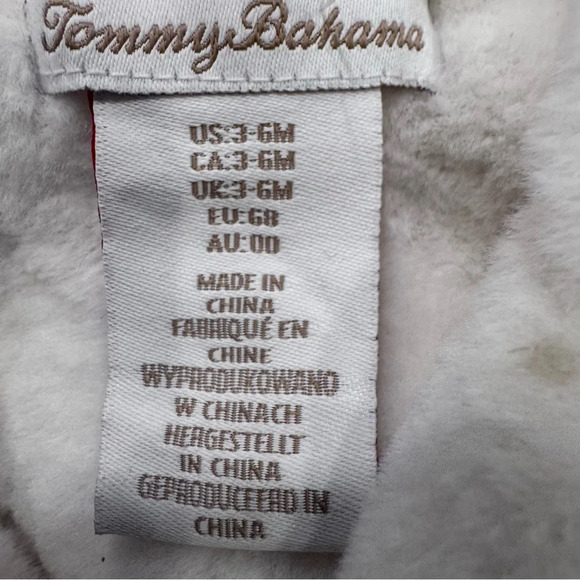 Tommy Bahama
US:3-6M
CA:3-6M
UK:3-6M
EU:68
AU:00
MADE IN
CHINA
FABRIQUÉ EN
CHINE
WYPRODUKOWANO
W CHINACH
HERGESTELLT
IN CHINA
GEPRODUCEERD IN
CHINA